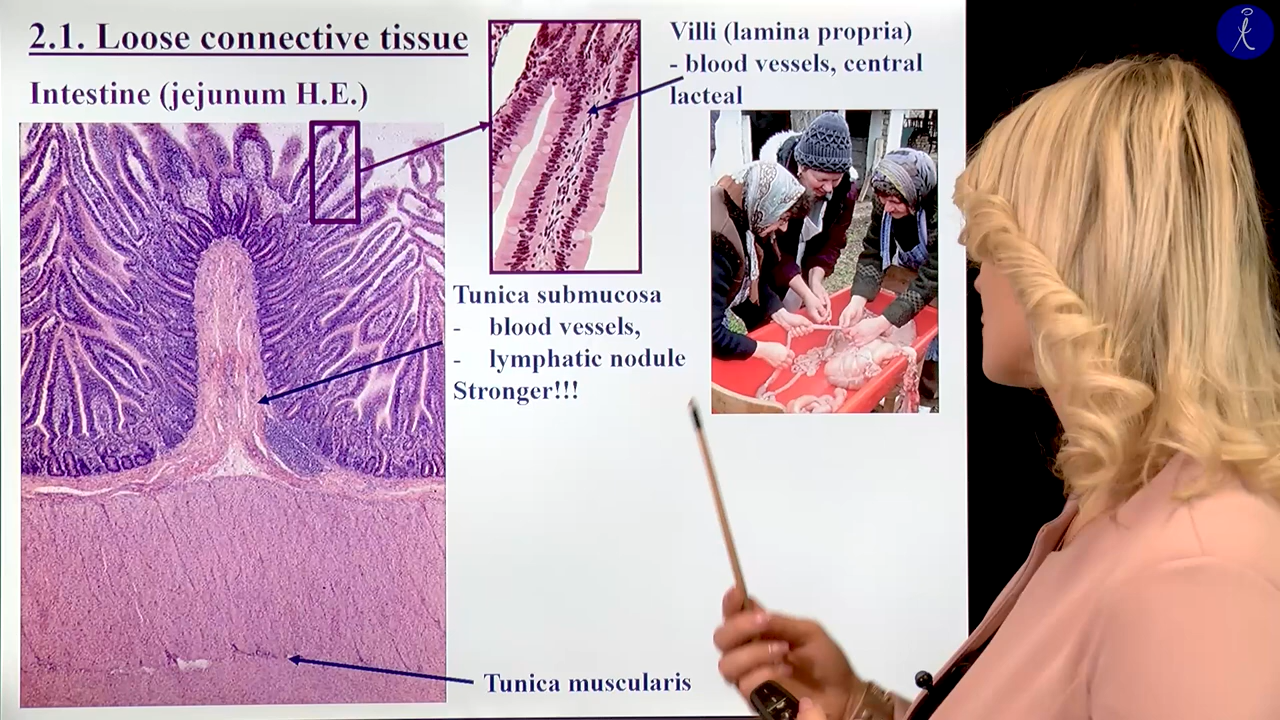 2.1. Loose connective tissue
Intestine (jejunum H.E.)
Villi (lamina propria)
- blood vessels, central
lacteal
Tunica submucosa
- blood vessels,
- lymphatic nodule
Stronger!!!
Tunica muscularis